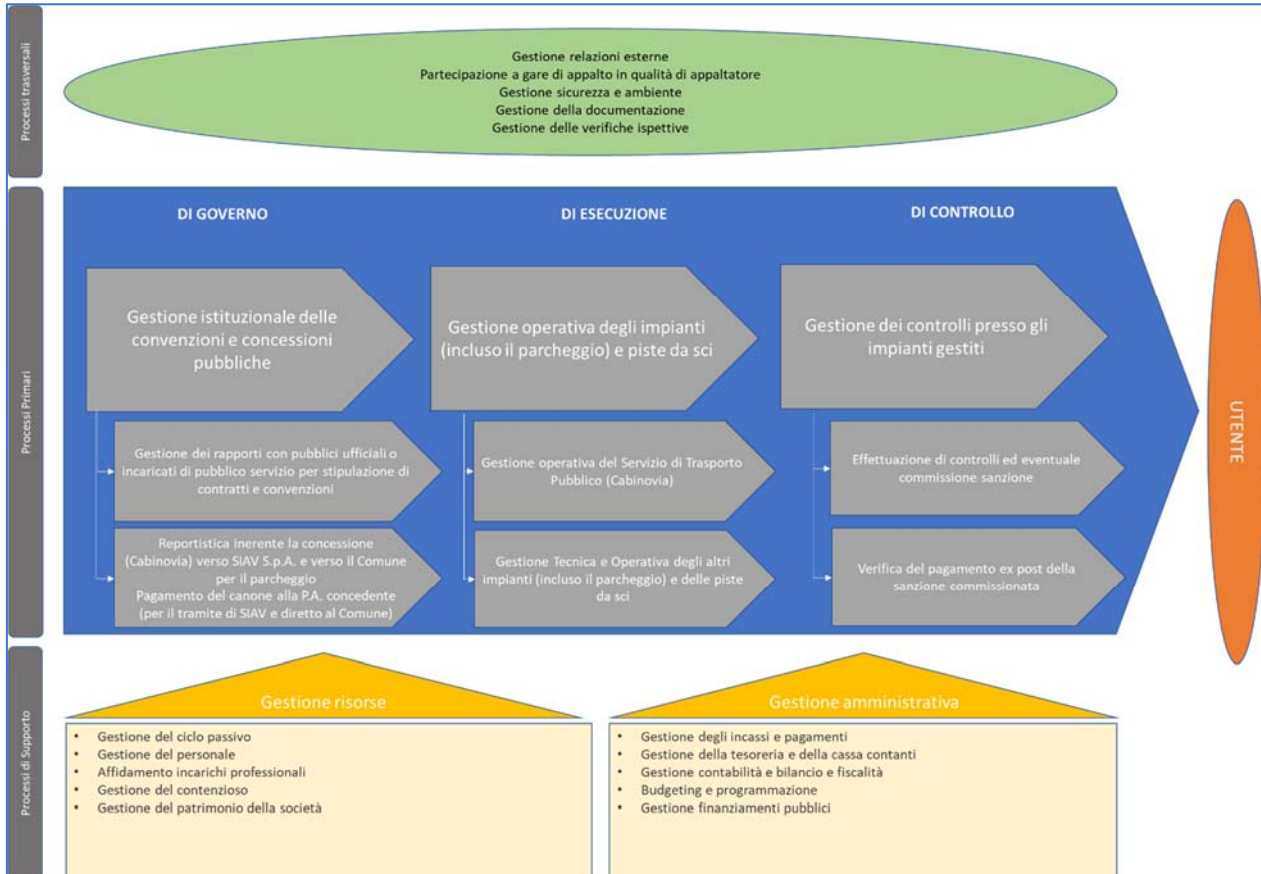 Processi trasversali
Gestione relazioni esterne
Partecipazione a gare di appalto in qualità di appaltatore
Gestione sicurezza e ambiente
Gestione della documentazione
Gestione delle verifiche ispettive
Processi Primari
DI GOVERNO
DI ESECUZIONE
DI CONTROLLO
Gestione istituzionale delle
convenzioni e concessioni
pubbliche
Gestione operativa degli impianti
(incluso il parcheggio) e piste da sci
Gestione dei controlli presso gli
impianti gestiti
Gestione dei rapporti con pubblici ufficiali o
incaricati di pubblico servizio per stipulazione di
contratti e convenzioni
Gestione operativa del Servizio di Trasporto
Pubblico (Cabinovia)
Effettuazione di controlli ed eventuale
commissione sanzione
Reportistica inerente la concessione
(Cabinovia) verso SIAV S.p.A. e verso il Comune
per il parcheggio
Pagamento del canone alla P.A. concedente
(per il tramite di SIAV e diretto al Comune)
Gestione Tecnica e Operativa degli altri
impianti (incluso il parcheggio) e delle piste
da sci
Verifica del pagamento ex post della
sanzione commissionata
UTENTE
Processi di Supporto
Gestione risorse
• Gestione del ciclo passivo
• Gestione del personale
• Affidamento incarichi professionali
• Gestione del contenzioso
• Gestione del patrimonio della società
Gestione amministrativa
• Gestione degli incassi e pagamenti
• Gestione della tesoreria e della cassa contanti
• Gestione contabilità e bilancio e fiscalità
• Budgeting e programmazione
• Gestione finanziamenti pubblici